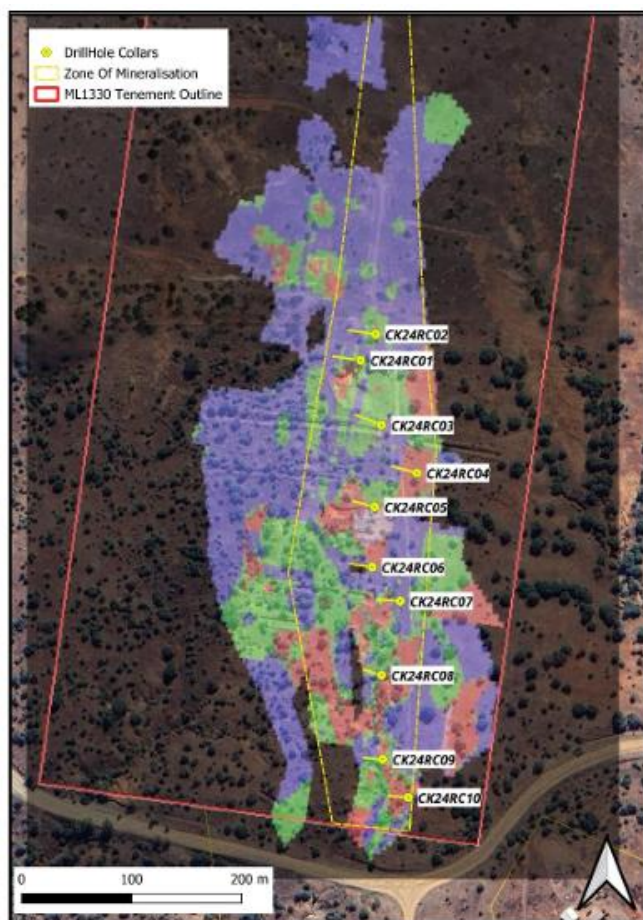 DrillHole Collars
Zone Of Mineralisation
ML1330 Tenement Outline
CK24RC02
CK24RC01
CK24RC03
CK24RC04
CK24RC05
CK24RC06
CK24RC07
CK24RC08
CK24RC09
CK24RC10
0 100 200 m